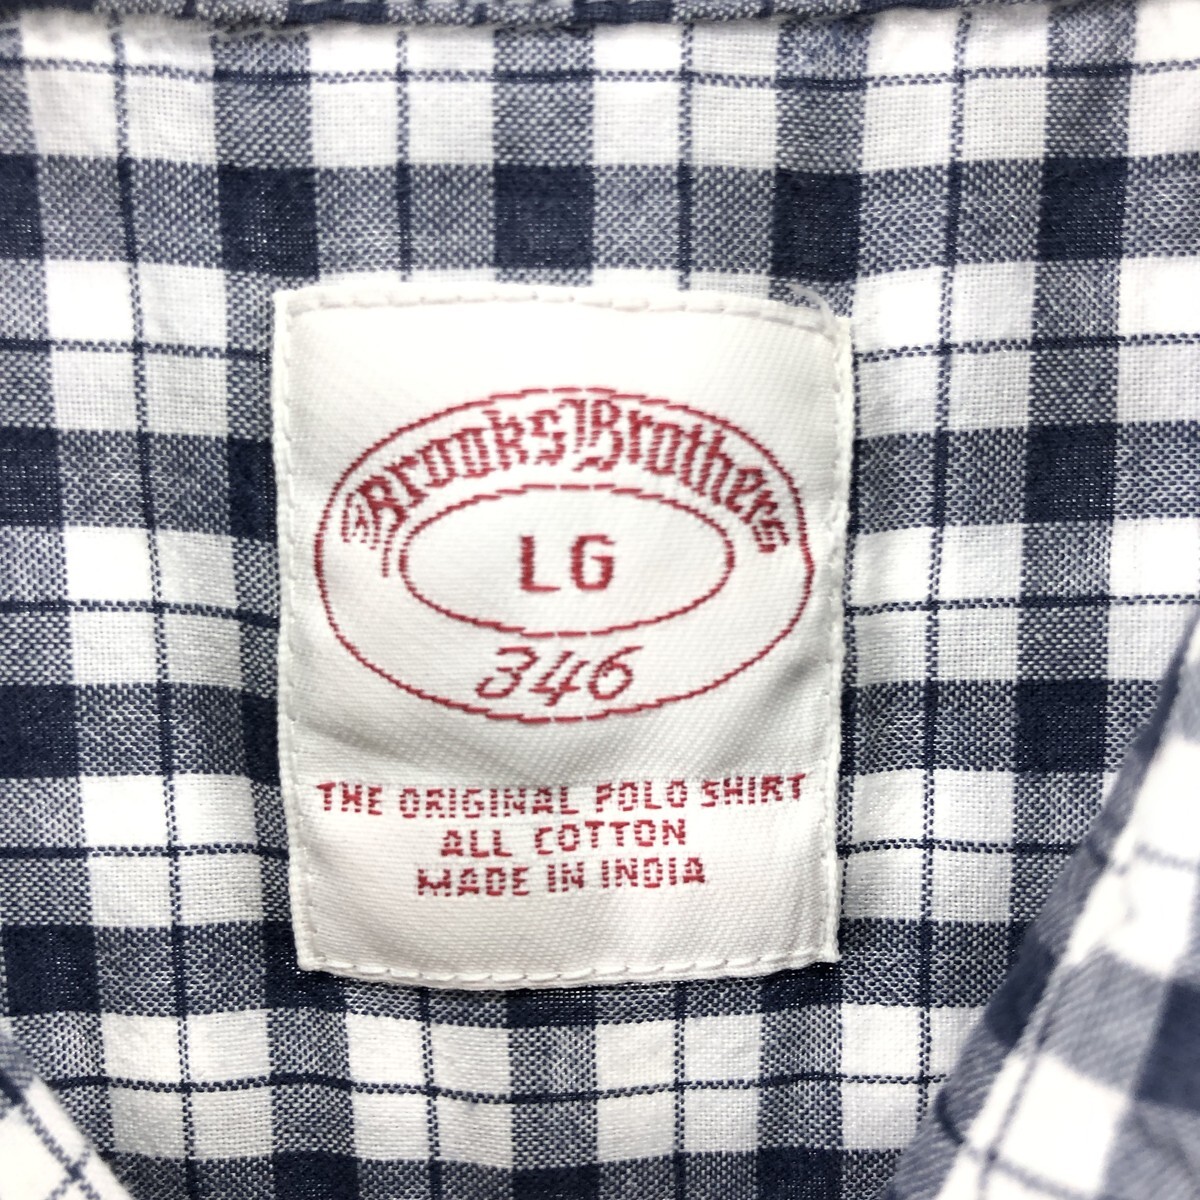 Brooks Brothers
LG
346
THE ORIGINAL POLO SHIRT
ALL COTTON
MADE IN INDIA